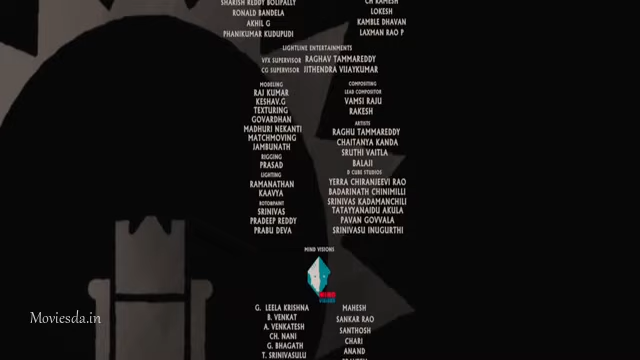 SHARISH REDDY BOLIPALLY
CH RAMESH
RONALD BANDELA
LOKESH
AKHIL G
KAMBLE DHAVAN
PHANIKUMAR KUDUPUDI
LAXMAN RAO P
LIGHTLINE ENTERTAINMENTS
VFX SUPERVISOR RAGHAV TAMMAREDDY
CG SUPERVISOR JITHENDRA VIJAYKUMAR
MODELING
RAJ KUMAR
KESHAV.G
TEXTURING
GOVARDHAN
MADHURI NEKANTI
MATCHMOVING
JAMBUNATH
RIGGING
PRASAD
LIGHTING
RAMANATHAN
KAAVYA
ROTOPAINT
SRINIVAS
PRADEEP REDDY
PRABU DEVA
COMPOSITING
LEAD COMPOSITOR
VAMSI RAJU
RAKESH
ARTISTS
RAGHU TAMMAREDDY
CHAITANYA KANDA
SRUTHI VAITLA
BALAJI
D CUBE STUDIOS
YERRA CHIRANJEEVI RAO
BADARINATH CHINIMILLI
SRINIVAS KADAMANCHILI
TATAYYANAIDU AKULA
PAVAN GOVVALA
SRINIVASU INUGURTHI
MIND VISIONS
G. LEELA KRISHNA
MAHESH
B. VENKAT
SANKAR RAO
A. VENKATESH
SANTHOSH
CH. NANI
CHARI
G. BHAGATH
ANAND
T. SRINIVASULU
Moviesda.in